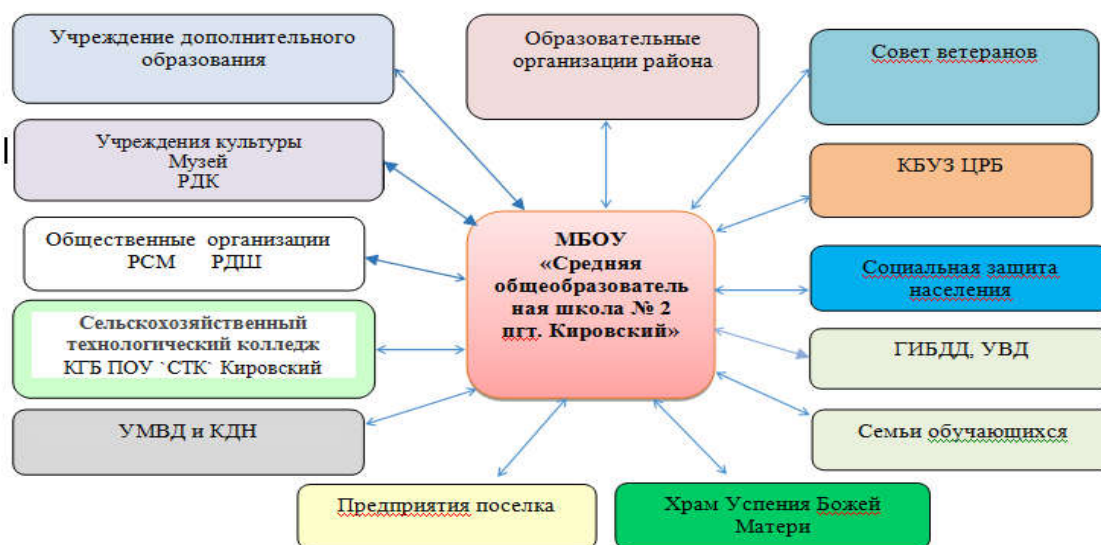 Учреждение дополнительного
образования
Образовательные
организации района
Совет ветеранов
Учреждения культуры
Музей
РДК
КБУЗ ЦРБ
Общественные организации
РСМ РДШ
МБОУ
«Средняя
общеобразователь
ная школа № 2
пгт. Кировский»
Социальная защита
населения
Сельскохозяйственный
технологический колледж
КГБ ПОУ `СТК` Кировский
ГИБДД, УВД
УМВД и КДН
Семьи обучающихся
Предприятия поселка
Храм Успения Божей
Матери